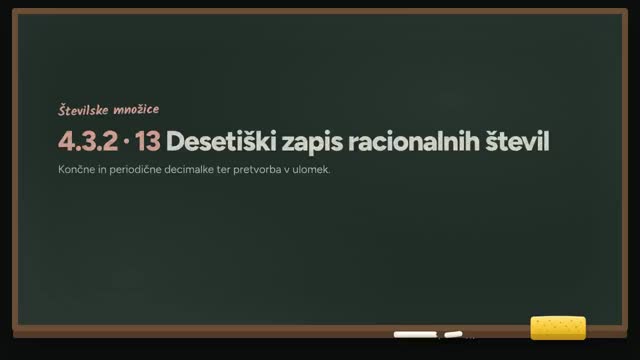 Številske množice
4.3.2 · 13 Desetiški zapis racionalnih števil
Končne in periodične decimalke ter pretvorba v ulomek.